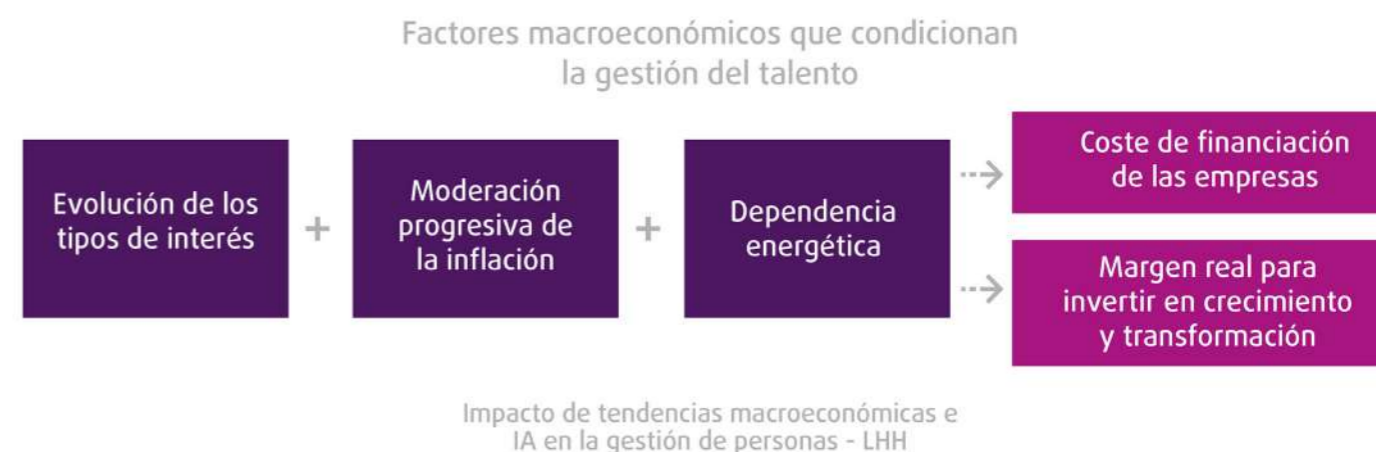 Factores macroeconómicos que condicionan
la gestión del talento
Evolución de los
tipos de interés
+
Moderación
progresiva de
la inflación
+
Dependencia
energética
Coste de financiación
de las empresas
Margen real para
invertir en crecimiento
y transformación
Impacto de tendencias macroeconómicas e
IA en la gestión de personas - LHH